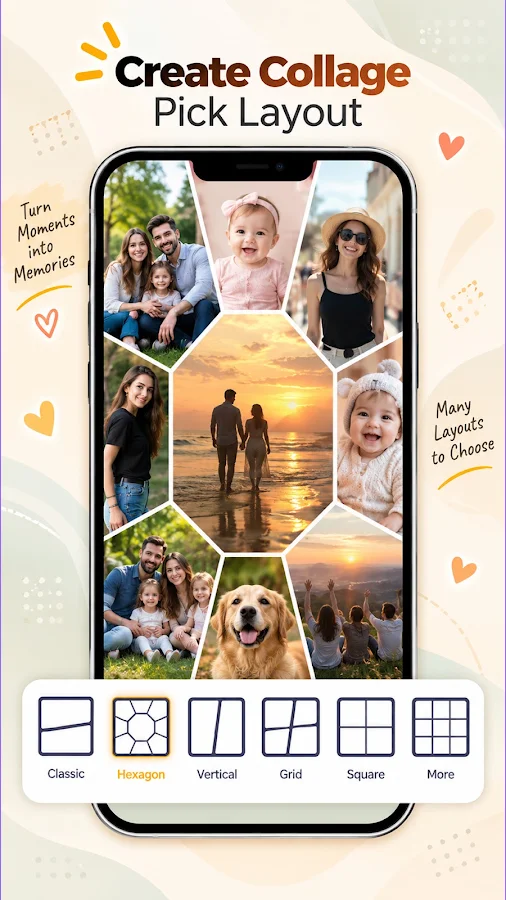 Create Collage
Pick Layout
Turn
Moments
into
Memories
Many
Layouts
to Choose
Classic
Hexagon
Vertical
Grid
Square
More